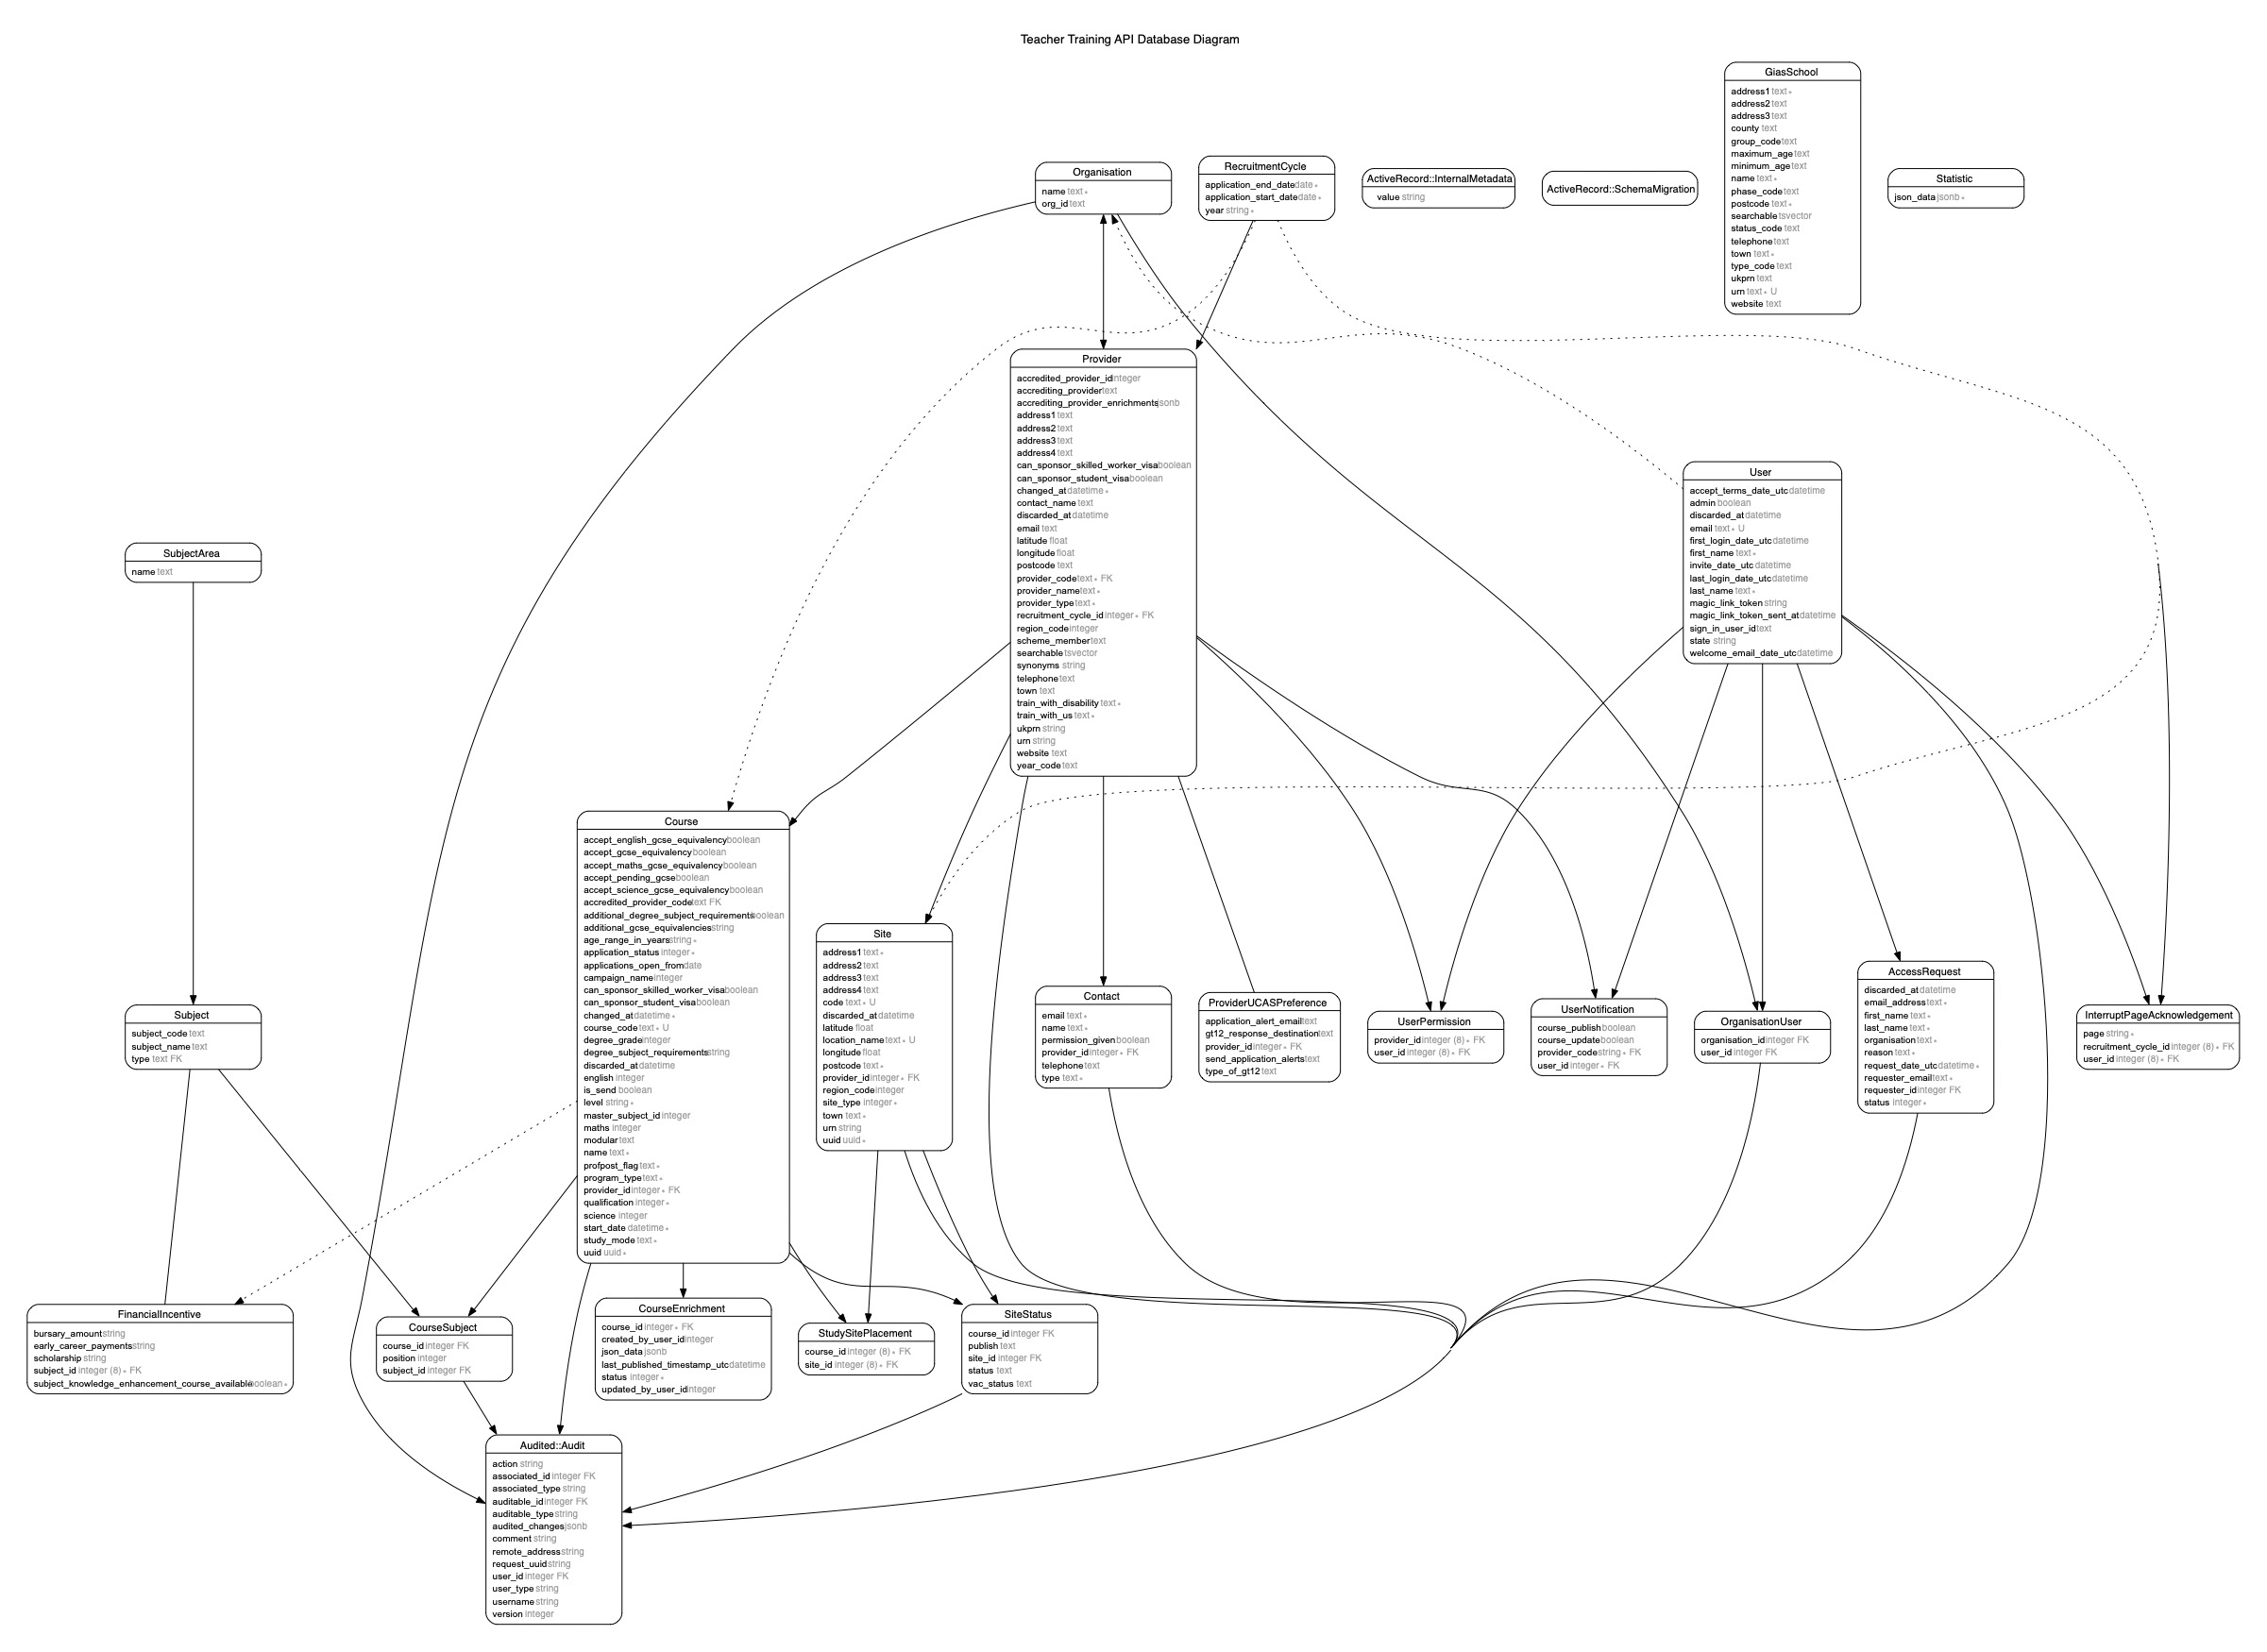 Teacher Training API Database Diagram
GiasSchool
address1 text ∗
address2 text
address3 text
county text
group_code text
maximum_age text
minimum_age text
name text ∗
phase_code text
postcode text ∗
searchable tsvector
status_code text
telephone text
town text ∗
type_code text
ukprn text
urn text ∗ U
website text
Organisation
name text ∗
org_id text
RecruitmentCycle
application_end_date date ∗
application_start_date date ∗
year string ∗
ActiveRecord::InternalMetadata
value string
ActiveRecord::SchemaMigration
Statistic
json_data jsonb ∗
Provider
accredited_provider_id integer
accrediting_provider text
accrediting_provider_enrichments jsonb
address1 text
address2 text
address3 text
address4 text
can_sponsor_skilled_worker_visa boolean
can_sponsor_student_visa boolean
changed_at datetime ∗
contact_name text
discarded_at datetime
email text
latitude float
longitude float
postcode text
provider_code text ∗ FK
provider_name text ∗
provider_type text ∗
recruitment_cycle_id integer ∗ FK
region_code integer
scheme_member text
searchable tsvector
synonyms string
telephone text
town text
train_with_disability text ∗
train_with_us text ∗
ukprn string
urn string
website text
year_code text
User
accept_terms_date_utc datetime
admin boolean
discarded_at datetime
email text ∗ U
first_login_date_utc datetime
first_name text ∗
invite_date_utc datetime
last_login_date_utc datetime
last_name text ∗
magic_link_token string
magic_link_token_sent_at datetime
sign_in_user_id text
state string
welcome_email_date_utc datetime
SubjectArea
name text
Course
accept_english_gcse_equivalency boolean
accept_gcse_equivalency boolean
accept_maths_gcse_equivalency boolean
accept_pending_gcse boolean
accept_science_gcse_equivalency boolean
accredited_provider_code text FK
additional_degree_subject_requirements boolean
additional_gcse_equivalencies string
age_range_in_years string ∗
application_status integer ∗
applications_open_from date
campaign_name integer
can_sponsor_skilled_worker_visa boolean
can_sponsor_student_visa boolean
changed_at datetime ∗
course_code text ∗ U
degree_grade integer
degree_subject_requirements string
discarded_at datetime
english integer
is_send boolean
level string ∗
master_subject_id integer
maths integer
modular text
name text ∗
profpost_flag text ∗
program_type text ∗
provider_id integer ∗ FK
qualification integer ∗
science integer
start_date datetime ∗
study_mode text ∗
uuid uuid ∗
Site
address1 text ∗
address2 text
address3 text
address4 text
code text ∗ U
discarded_at datetime
latitude float
location_name text ∗ U
longitude float
postcode text ∗
provider_id integer ∗ FK
region_code integer
site_type integer ∗
town text ∗
urn string
uuid uuid ∗
Subject
subject_code text
subject_name text
type text FK
Contact
email text ∗
name text ∗
permission_given boolean
provider_id integer ∗ FK
telephone text
type text ∗
ProviderUCASPreference
application_alert_email text
gt12_response_destination text
provider_id integer ∗ FK
send_application_alerts text
type_of_gt12 text
UserPermission
provider_id integer (8) ∗ FK
user_id integer (8) ∗ FK
UserNotification
course_publish boolean
course_update boolean
provider_code string ∗ FK
user_id integer ∗ FK
OrganisationUser
organisation_id integer FK
user_id integer FK
AccessRequest
discarded_at datetime
email_address text ∗
first_name text ∗
last_name text ∗
organisation text ∗
reason text ∗
request_date_utc datetime ∗
requester_email text ∗
requester_id integer FK
status integer ∗
InterruptPageAcknowledgement
page string ∗
recruitment_cycle_id integer (8) ∗ FK
user_id integer (8) ∗ FK
FinancialIncentive
bursary_amount string
early_career_payments string
scholarship string
subject_id integer (8) ∗ FK
subject_knowledge_enhancement_course_available boolean ∗
CourseSubject
course_id integer FK
position integer
subject_id integer FK
CourseEnrichment
course_id integer ∗ FK
created_by_user_id integer
json_data jsonb
last_published_timestamp_utc datetime
status integer ∗
updated_by_user_id integer
StudySitePlacement
course_id integer (8) ∗ FK
site_id integer (8) ∗ FK
SiteStatus
course_id integer FK
publish text
site_id integer FK
status text
vac_status text
Audited::Audit
action string
associated_id integer FK
associated_type string
auditable_id integer FK
auditable_type string
audited_changes jsonb
comment string
remote_address string
request_uuid string
user_id integer FK
user_type string
username string
version integer